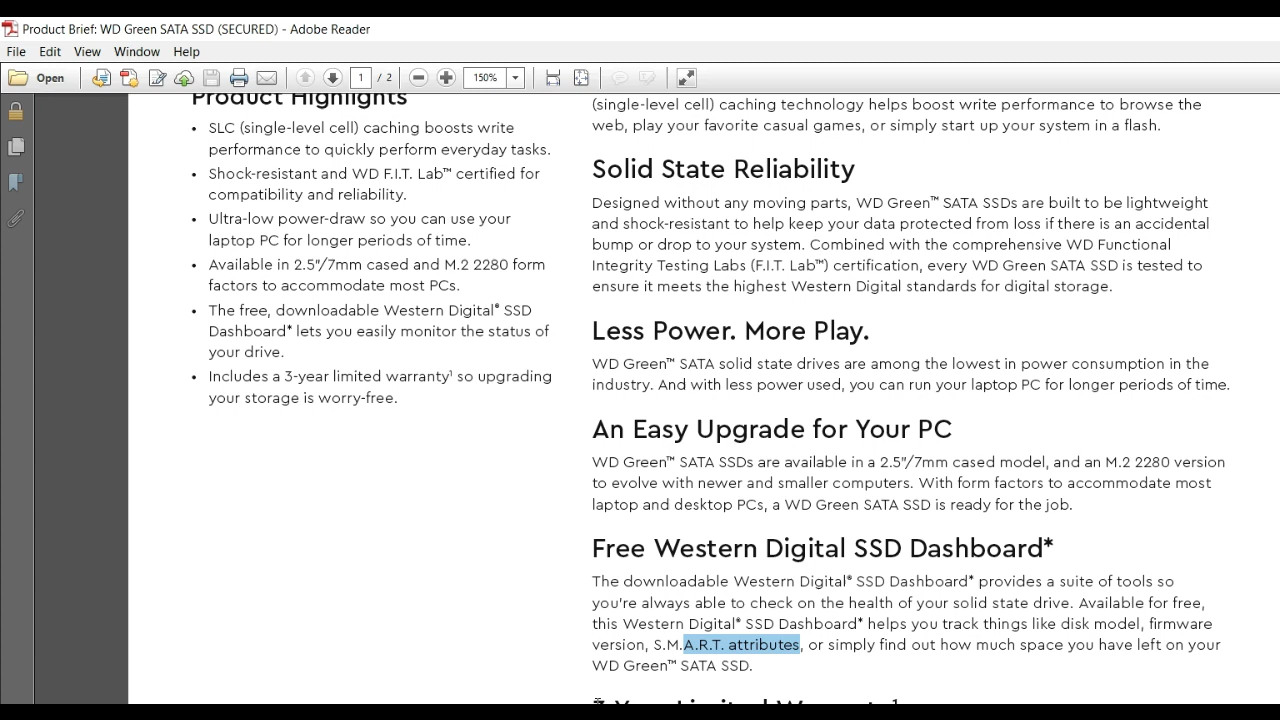 Product Brief: WD Green SATA SSD (SECURED) - Adobe Reader
File Edit View Window Help
Open 1 / 2 150%
Product Highlights
• SLC (single-level cell) caching boosts write
performance to quickly perform everyday tasks.
• Shock-resistant and WD F.I.T. Lab™ certified for
compatibility and reliability.
• Ultra-low power-draw so you can use your
laptop PC for longer periods of time.
• Available in 2.5"/7mm cased and M.2 2280 form
factors to accommodate most PCs.
• The free, downloadable Western Digital® SSD
Dashboard* lets you easily monitor the status of
your drive.
• Includes a 3-year limited warranty¹ so upgrading
your storage is worry-free.
(single-level cell) caching technology helps boost write performance to browse the
web, play your favorite casual games, or simply start up your system in a flash.
Solid State Reliability
Designed without any moving parts, WD Green™ SATA SSDs are built to be lightweight
and shock-resistant to help keep your data protected from loss if there is an accidental
bump or drop to your system. Combined with the comprehensive WD Functional
Integrity Testing Labs (F.I.T. Lab™) certification, every WD Green SATA SSD is tested to
ensure it meets the highest Western Digital standards for digital storage.
Less Power. More Play.
WD Green™ SATA solid state drives are among the lowest in power consumption in the
industry. And with less power used, you can run your laptop PC for longer periods of time.
An Easy Upgrade for Your PC
WD Green™ SATA SSDs are available in a 2.5"/7mm cased model, and an M.2 2280 version
to evolve with newer and smaller computers. With form factors to accommodate most
laptop and desktop PCs, a WD Green SATA SSD is ready for the job.
Free Western Digital SSD Dashboard*
The downloadable Western Digital® SSD Dashboard* provides a suite of tools so
you're always able to check on the health of your solid state drive. Available for free,
this Western Digital® SSD Dashboard* helps you track things like disk model, firmware
version, S.M.A.R.T. attributes, or simply find out how much space you have left on your
WD Green™ SATA SSD.
3-Year Limited Warranty¹